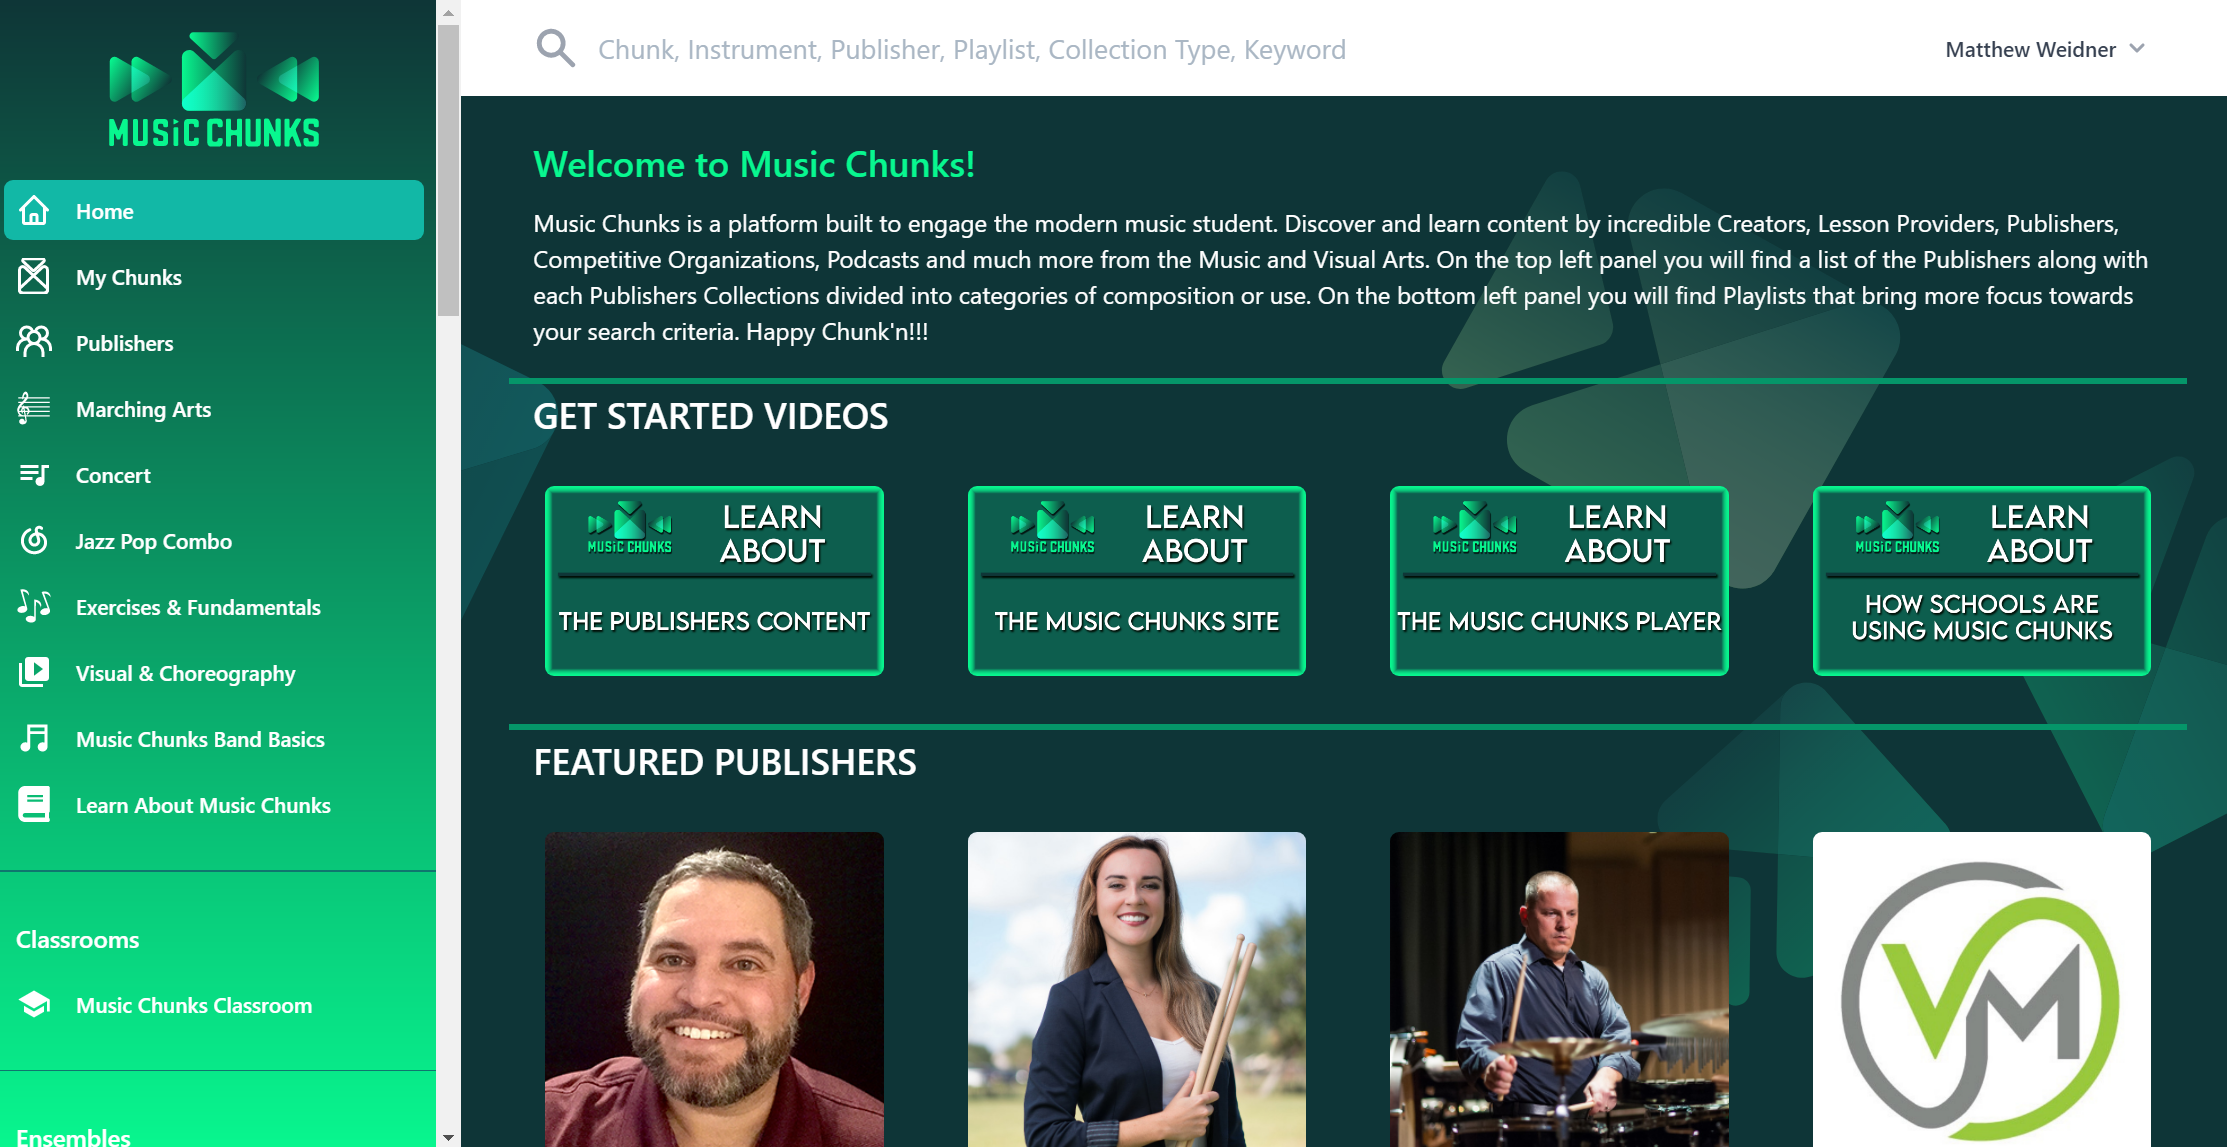 MUSIC CHUNKS
Home
My Chunks
Publishers
Marching Arts
Concert
Jazz Pop Combo
Exercises & Fundamentals
Visual & Choreography
Music Chunks Band Basics
Learn About Music Chunks
Classrooms
Music Chunks Classroom
Ensembles
Chunk, Instrument, Publisher, Playlist, Collection Type, Keyword
Matthew Weidner
Welcome to Music Chunks!
Music Chunks is a platform built to engage the modern music student. Discover and learn content by incredible Creators, Lesson Providers, Publishers,
Competitive Organizations, Podcasts and much more from the Music and Visual Arts. On the top left panel you will find a list of the Publishers along with
each Publishers Collections divided into categories of composition or use. On the bottom left panel you will find Playlists that bring more focus towards
your search criteria. Happy Chunk'n!!!
GET STARTED VIDEOS
MUSIC CHUNKS
LEARN
ABOUT
THE PUBLISHERS CONTENT
MUSIC CHUNKS
LEARN
ABOUT
THE MUSIC CHUNKS SITE
MUSIC CHUNKS
LEARN
ABOUT
THE MUSIC CHUNKS PLAYER
MUSIC CHUNKS
LEARN
ABOUT
HOW SCHOOLS ARE
USING MUSIC CHUNKS
FEATURED PUBLISHERS
VM